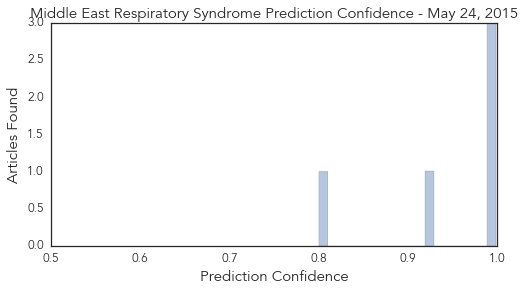 Middle East Respiratory Syndrome Prediction Confidence - May 24, 2015
3.0
2.5
2.0
1.5
1.0
0.5
0.0
Articles Found
0.5 0.6 0.7 0.8 0.9 1.0
Prediction Confidence